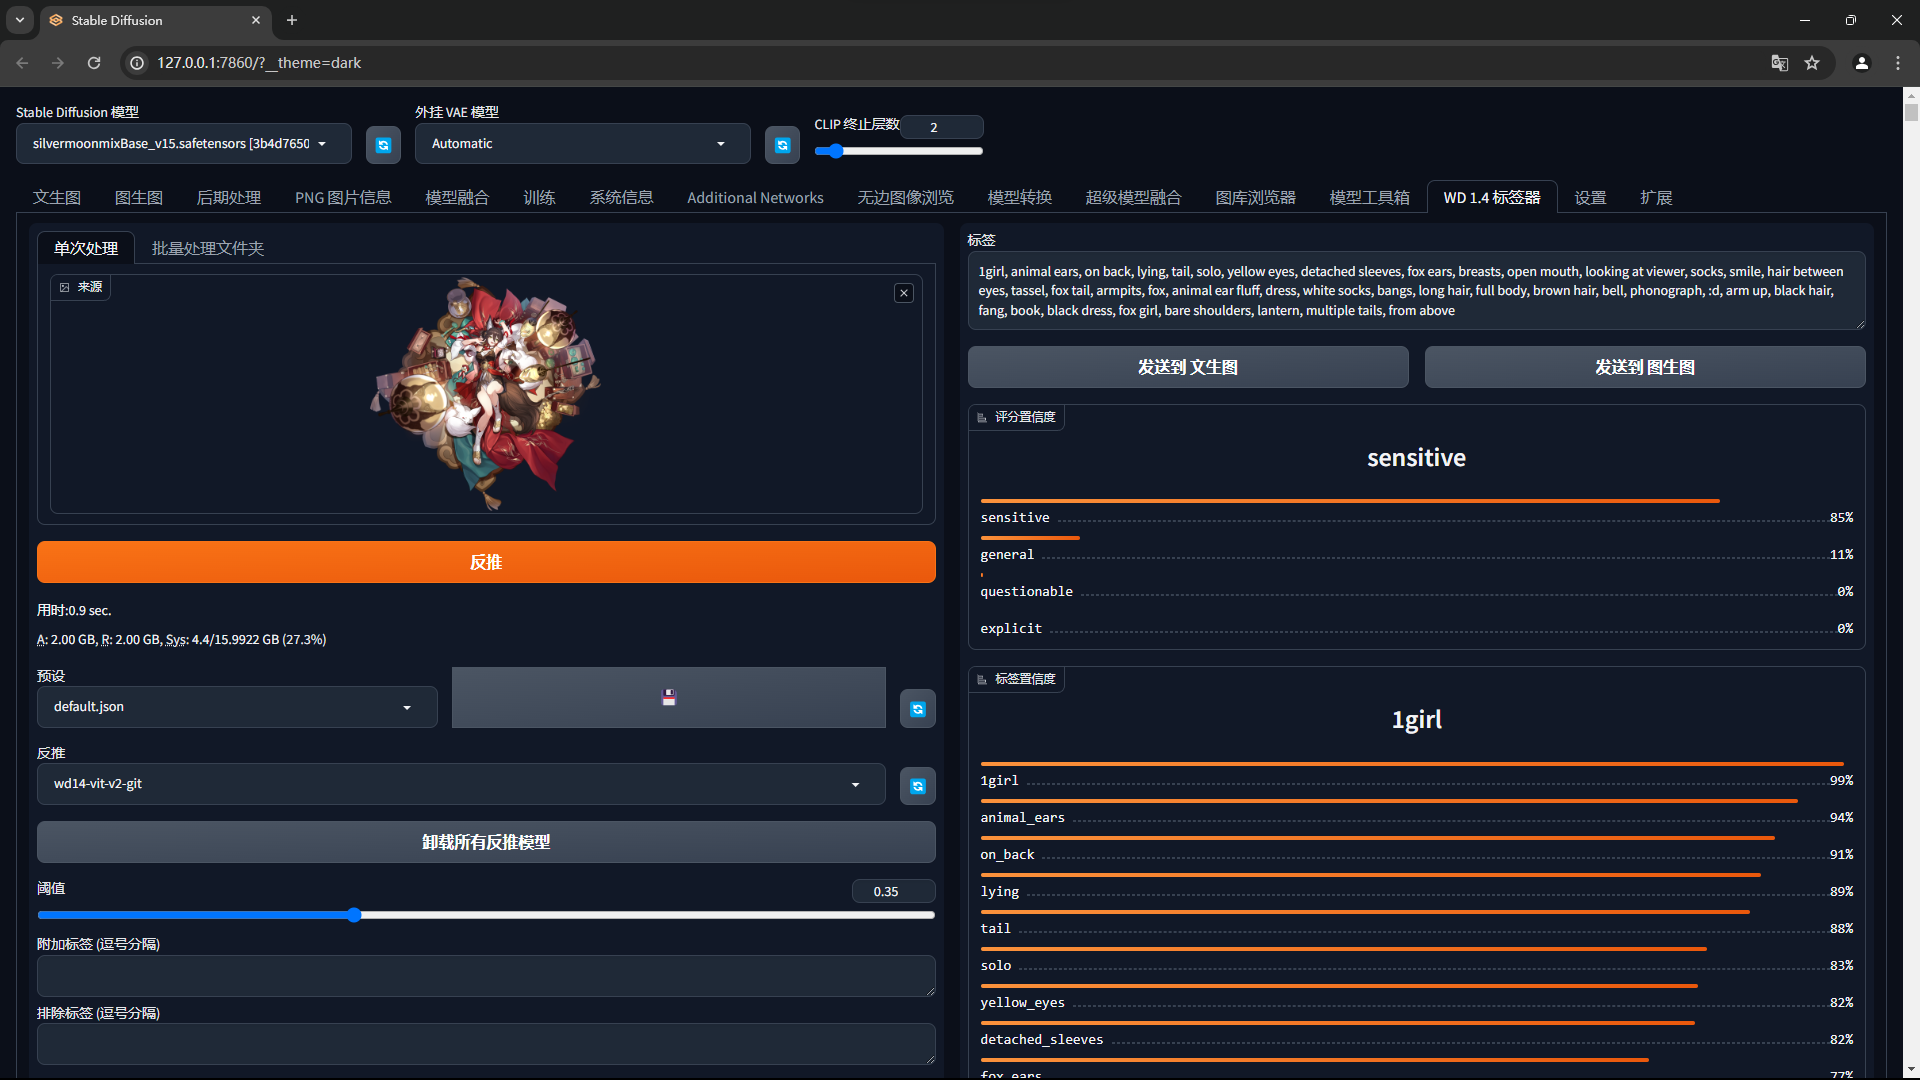 Stable Diffusion
127.0.0.1:7860/?__theme=dark
Stable Diffusion 模型
外挂 VAE 模型
CLIP 终止层数
2
silvermoonmixBase_v15.safetensors [3b4d7650
Automatic
文生图
图生图
后期处理
PNG 图片信息
模型融合
训练
系统信息
Additional Networks
无边图像浏览
模型转换
超级模型融合
图库浏览器
模型工具箱
WD 1.4 标签器
设置
扩展
单次处理
批量处理文件夹
来源
反推
用时:0.9 sec.
A: 2.00 GB, R: 2.00 GB, Sys: 4.4/15.9922 GB (27.3%)
预设
default.json
反推
wd14-vit-v2-git
卸载所有反推模型
阈值
0.35
附加标签 (逗号分隔)
排除标签 (逗号分隔)
标签
1girl, animal ears, on back, lying, tail, solo, yellow eyes, detached sleeves, fox ears, breasts, open mouth, looking at viewer, socks, smile, hair between
eyes, tassel, fox tail, armpits, fox, animal ear fluff, dress, white socks, bangs, long hair, full body, brown hair, bell, phonograph, :d, arm up, black hair,
fang, book, black dress, fox girl, bare shoulders, lantern, multiple tails, from above
发送到 文生图
发送到 图生图
评分置信度
sensitive
sensitive 85%
general 11%
questionable 0%
explicit 0%
标签置信度
1girl
1girl 99%
animal_ears 94%
on_back 91%
lying 89%
tail 88%
solo 83%
yellow_eyes 82%
detached_sleeves 82%
fox_ears 77%